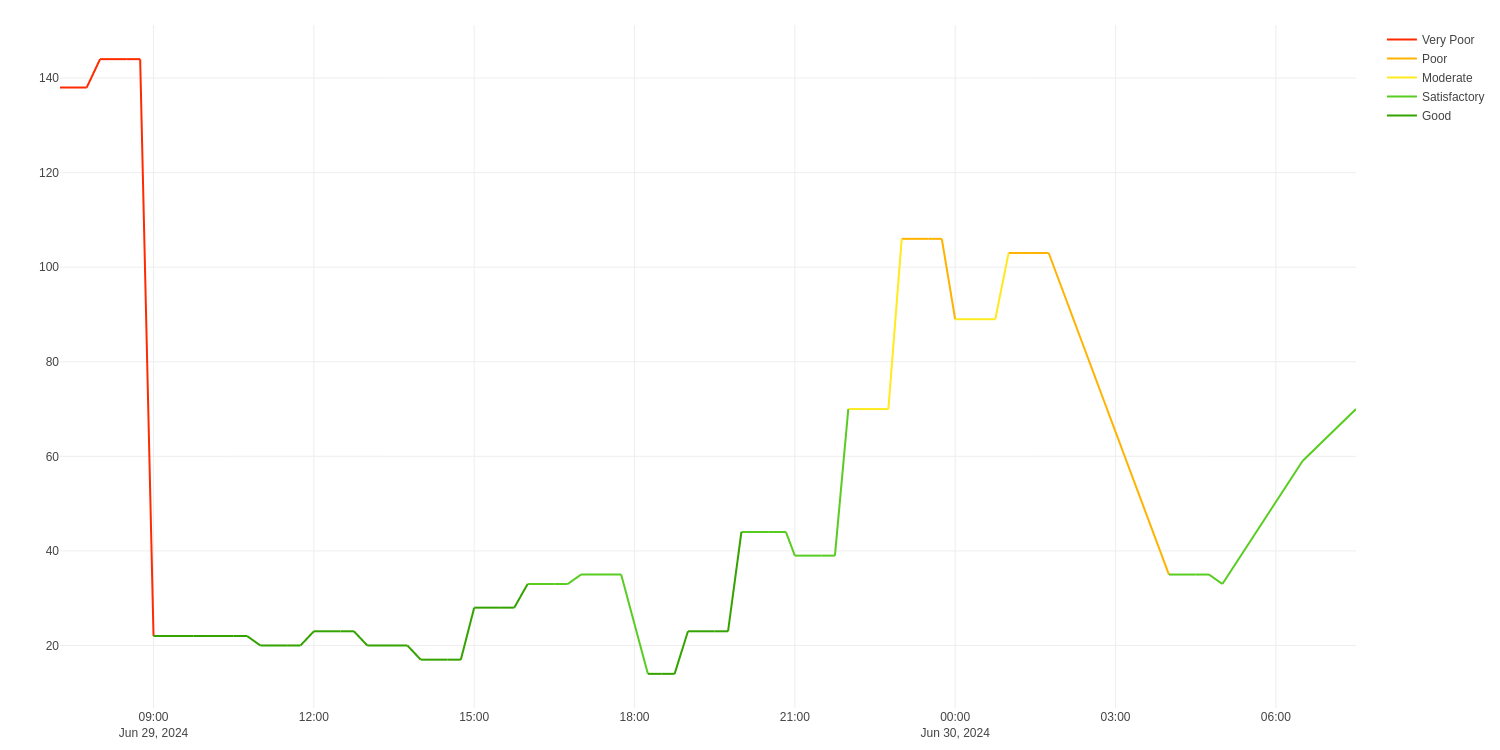 140
120
100
80
60
40
20
09:00
Jun 29, 2024
12:00
15:00
18:00
21:00
00:00
Jun 30, 2024
03:00
06:00
Very Poor
Poor
Moderate
Satisfactory
Good